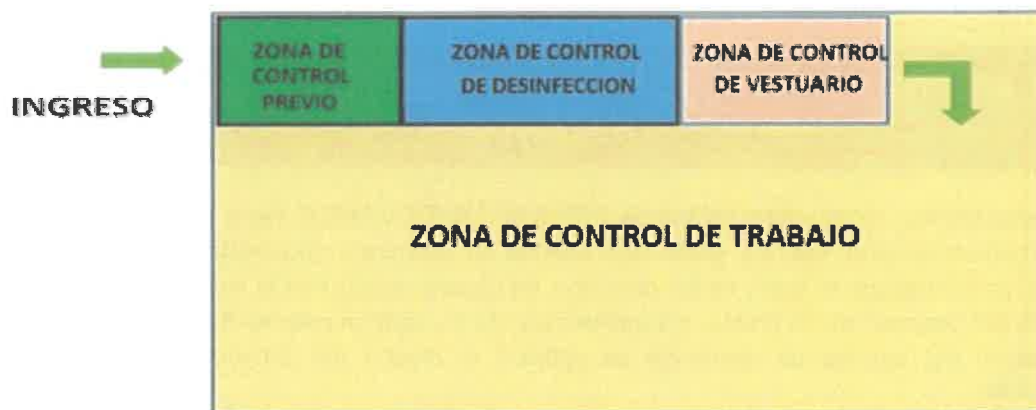 INGRESO
ZONA DE
CONTROL
PREVIO
ZONA DE CONTROL
DE DESINFECCION
ZONA DE CONTROL
DE VESTUARIO
ZONA DE CONTROL DE TRABAJO